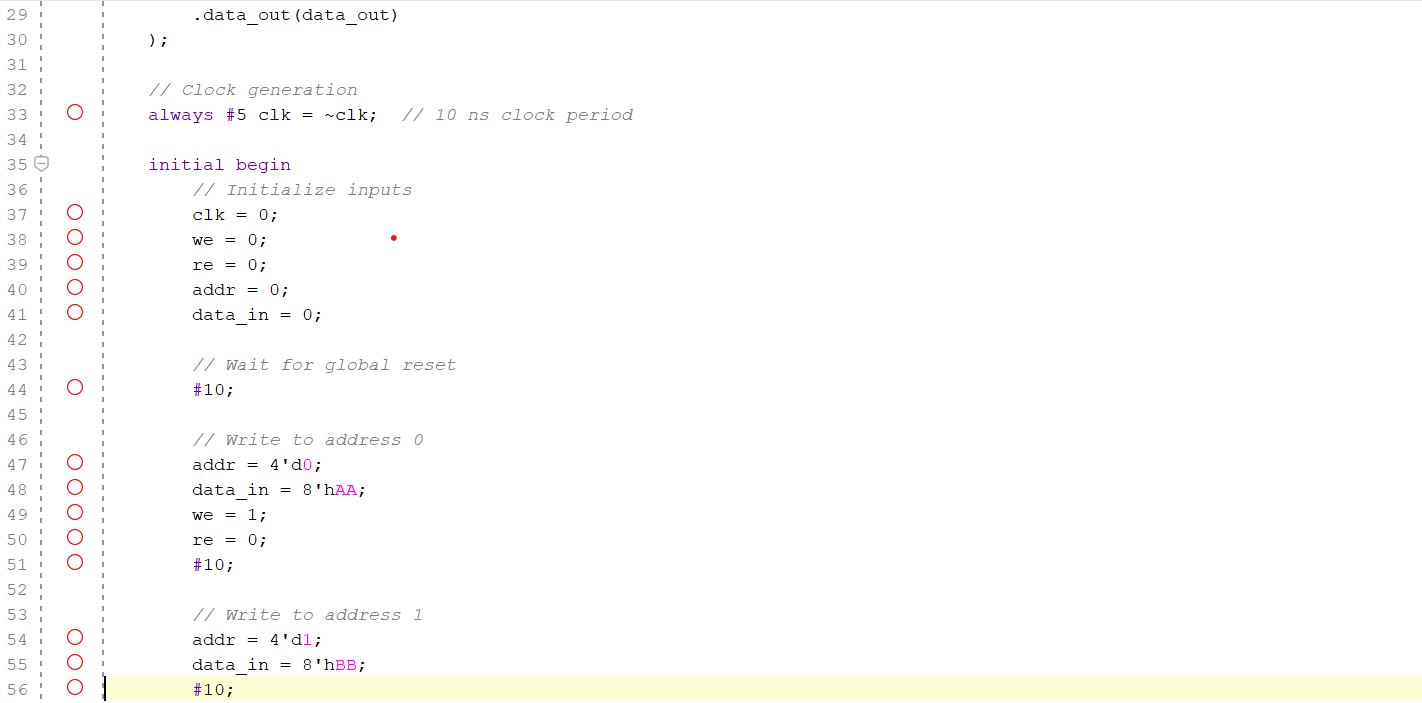 29 .data_out(data_out)
30 );
31
32 // Clock generation
33 always #5 clk = ~clk;  // 10 ns clock period
34
35 initial begin
36 // Initialize inputs
37 clk = 0;
38 we = 0;
39 re = 0;
40 addr = 0;
41 data_in = 0;
42
43 // Wait for global reset
44 #10;
45
46 // Write to address 0
47 addr = 4'd0;
48 data_in = 8'hAA;
49 we = 1;
50 re = 0;
51 #10;
52
53 // Write to address 1
54 addr = 4'd1;
55 data_in = 8'hBB;
56 #10;